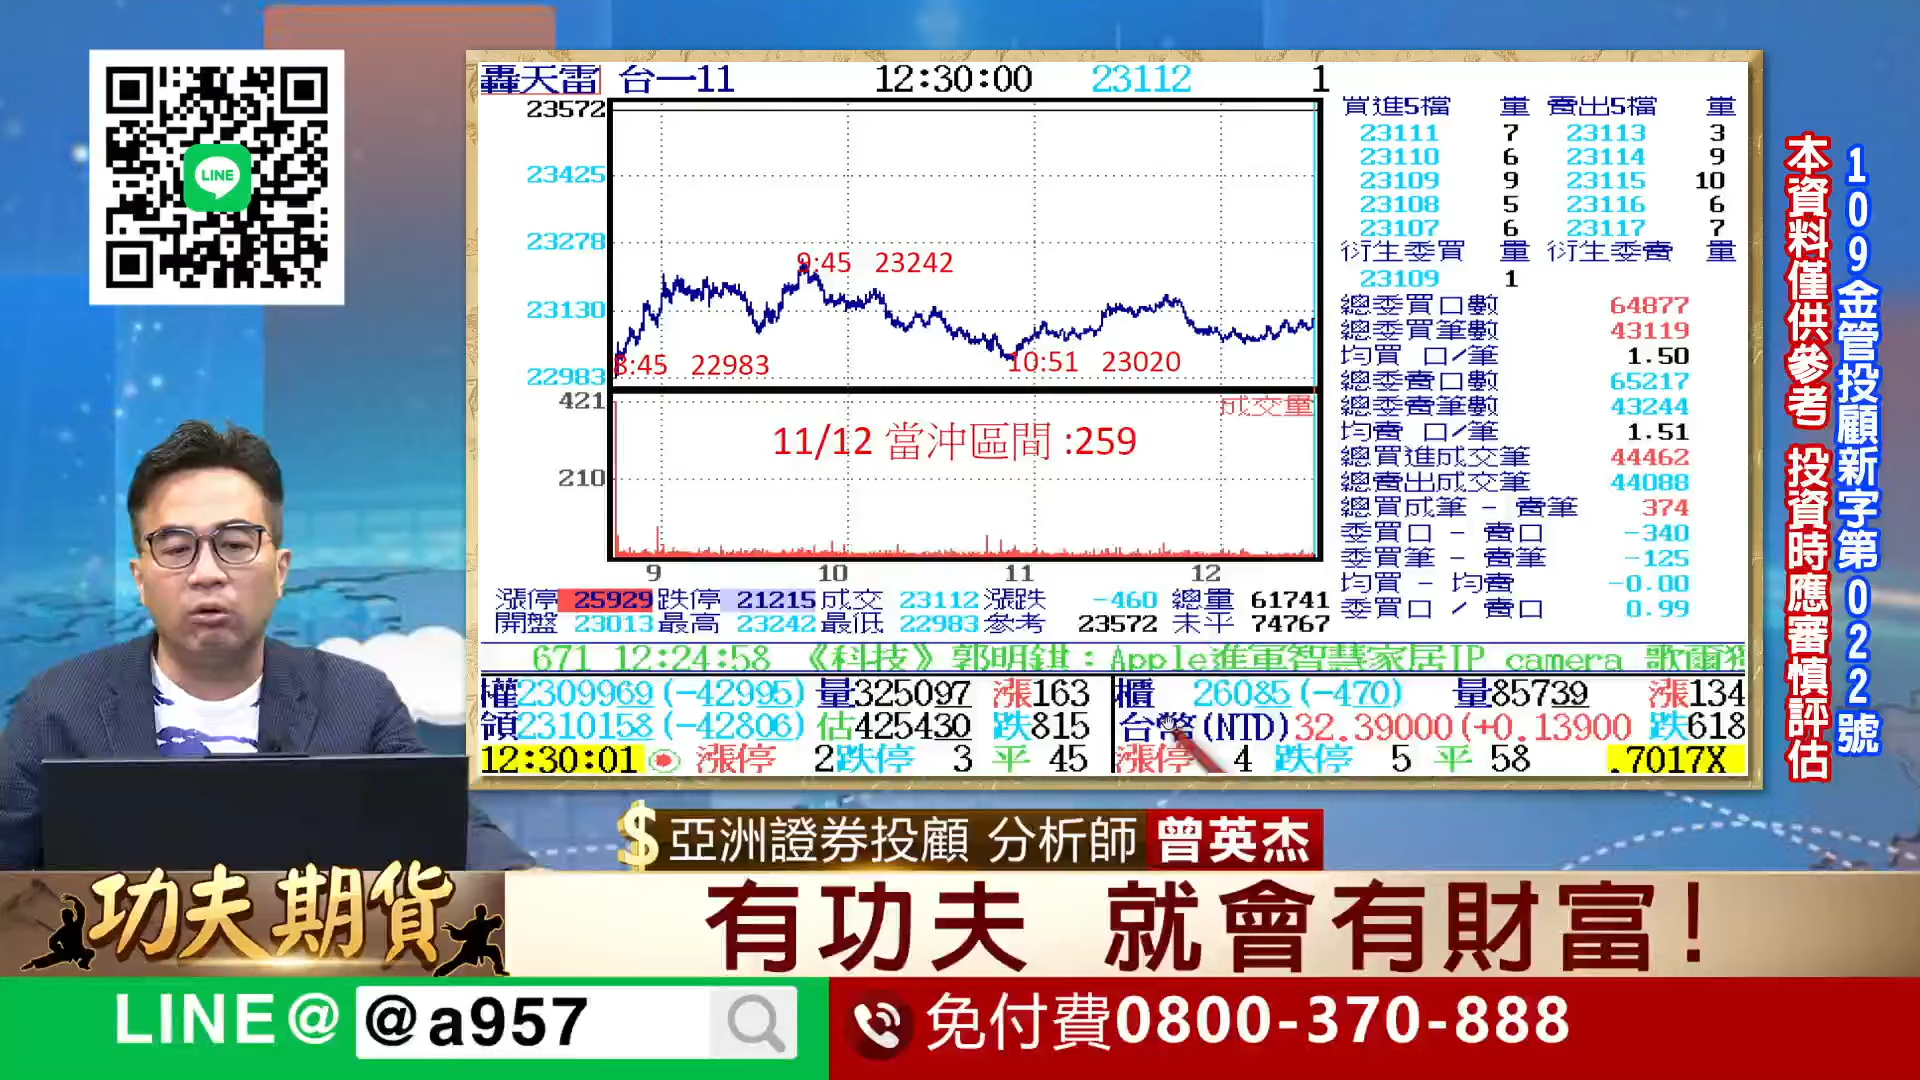 LINE
轟天雷 台一11 12:30:00 23112 1
23572
23425
23278
23130
22983
9:45 23242
8:45 22983
10:51 23020
421
210
成交量
11/12 當沖區間 :259
9 10 11 12
買進5檔 量 賣出5檔 量
23111 7 23113 3
23110 6 23114 9
23109 9 23115 10
23108 5 23116 6
23107 6 23117 7
衍生委買 量 衍生委賣 量
23109 1
總委買口數 64877
總委買筆數 43119
均買 口/筆 1.50
總委賣口數 65217
總委賣筆數 43244
均賣 口/筆 1.51
總買進成交筆 44462
總賣出成交筆 44088
總買成筆 - 賣筆 374
委買口 - 賣口 -340
委買筆 - 賣筆 -125
均買 - 均賣 -0.00
委買口 / 賣口 0.99
漲停 25929 跌停 21215 成交 23112 漲跌 -460 總量 61741
開盤 23013 最高 23242 最低 22983 參考 23572 未平 74767
671 12:24:58 《科技》郭明錤：Apple進軍智慧家居IP camera 歌爾
權2309969(-42995) 量325097 漲163 櫃 26085(-470) 量85739 漲134
領2310158(-42806) 估425430 跌815 台幣(NTD)32.39000(+0.13900 跌618
12:30:01 漲停 2跌停 3 平 45 漲停 4 跌停 5 平 58 .7017X
109金管投顧新字第022號
本資料僅供參考 投資時應審慎評估
$亞洲證券投顧 分析師 曾英杰
功夫期貨
有功夫 就會有財富!
LINE@ @a957
免付費0800-370-888